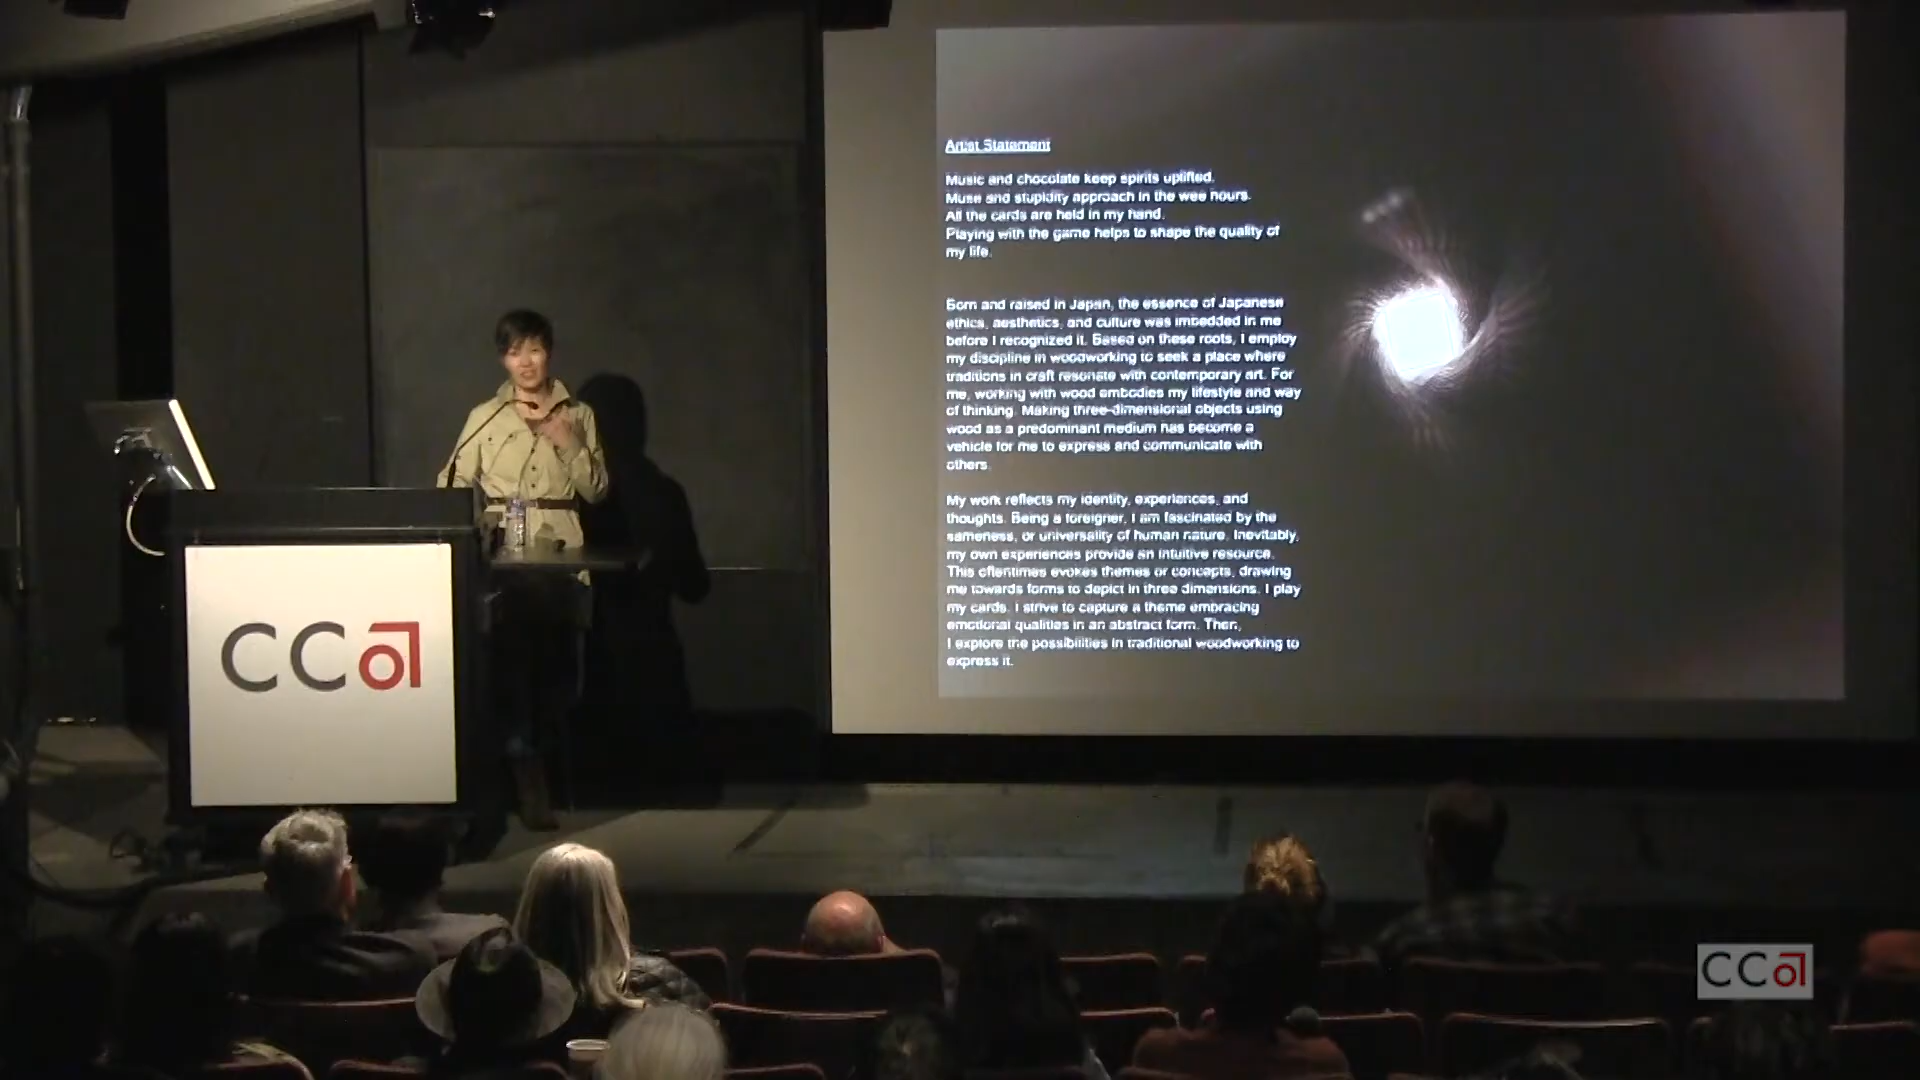 Artist Statement
Music and chocolate keep spirits uplifted.
Muse and stupidity approach in the wee hours.
All the cards are held in my hand.
Playing with the game helps to shape the quality of
my life.
Born and raised in Japan, the essence of Japanese
ethics, aesthetics, and culture was imbedded in me
before I recognized it. Based on these roots, I employ
my discipline in woodworking to seek a place where
traditions in craft resonate with contemporary art. For
me, working with wood embodies my lifestyle and way
of thinking. Making three-dimensional objects using
wood as a predominant medium has become a
vehicle for me to express and communicate with
others.
My work reflects my identity, experiences, and
thoughts. Being a foreigner, I am fascinated by the
sameness, or universality of human nature. Inevitably,
my own experiences provide an intuitive resource.
This oftentimes evokes themes or concepts, drawing
me towards forms to depict in three dimensions. I play
my cards. I strive to capture a theme embracing
emotional qualities in an abstract form. Then,
I explore the possibilities in traditional woodworking to
express it.
CCa
CCa